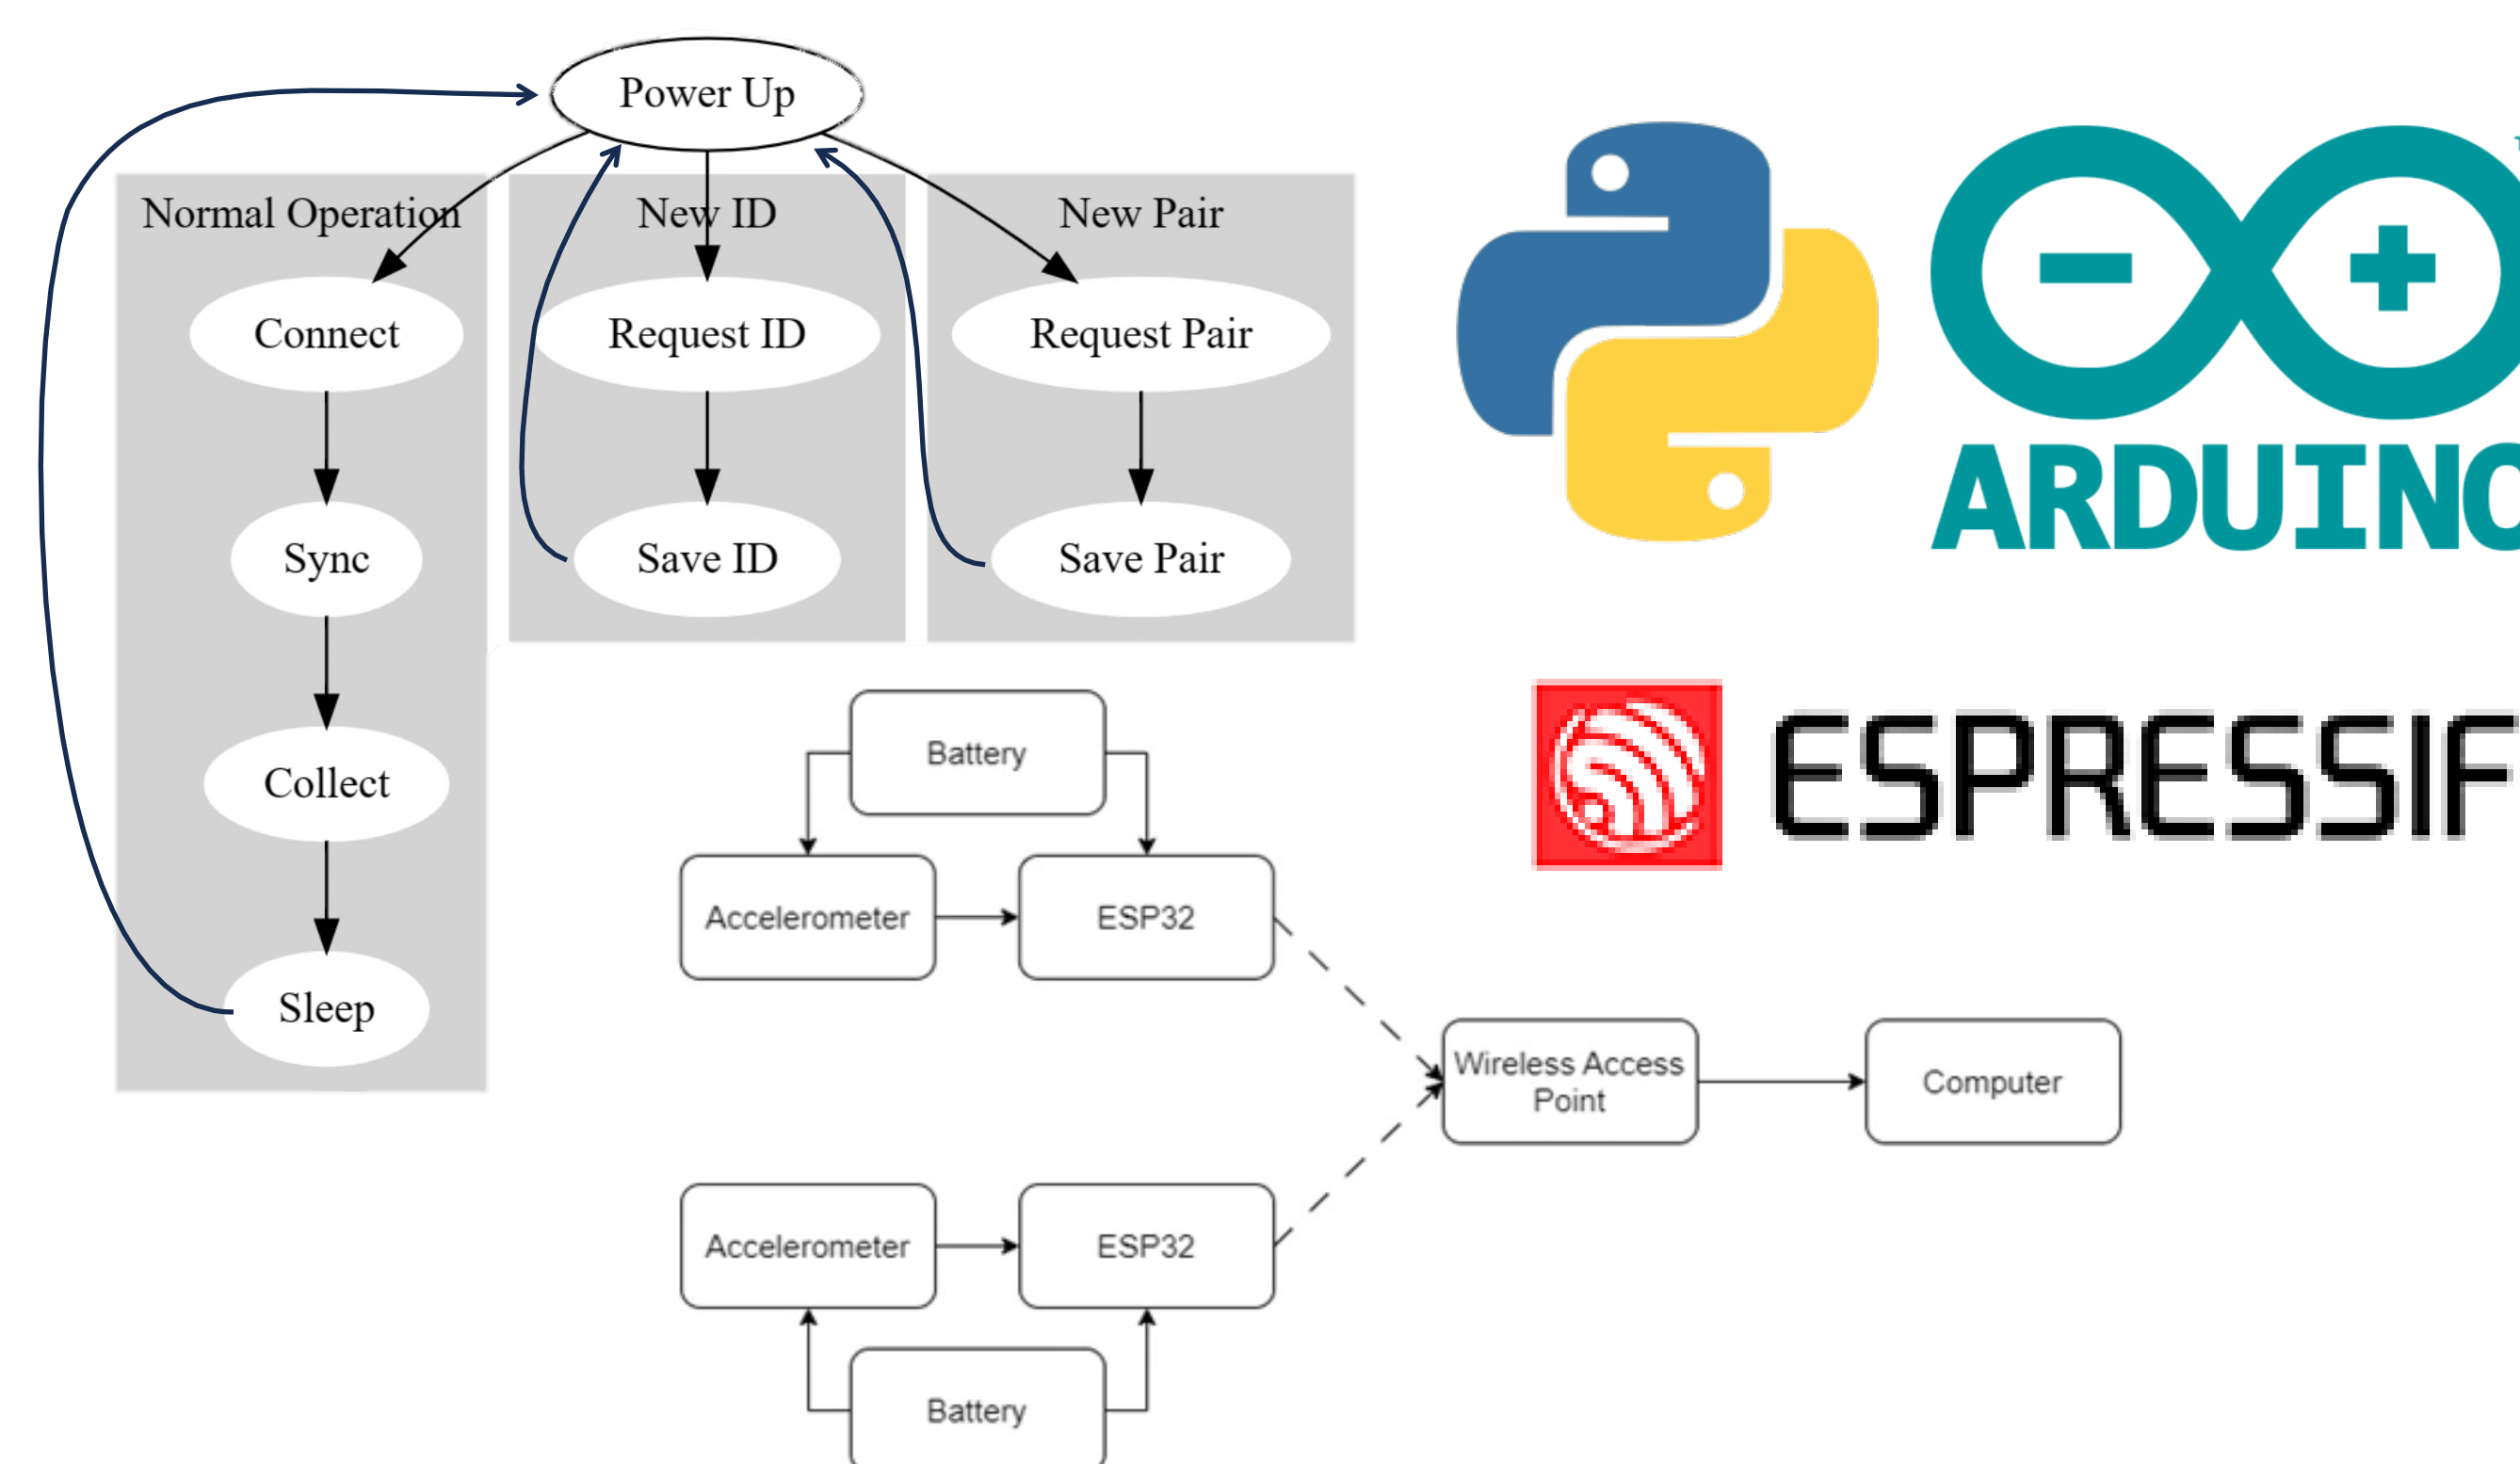 Power Up
Normal Operation
New ID
New Pair
Connect
Request ID
Request Pair
Sync
Save ID
Save Pair
Collect
Sleep
ARDUINO
ESPRESSIF
Battery
Accelerometer
ESP32
Wireless Access
Point
Computer
Accelerometer
ESP32
Battery